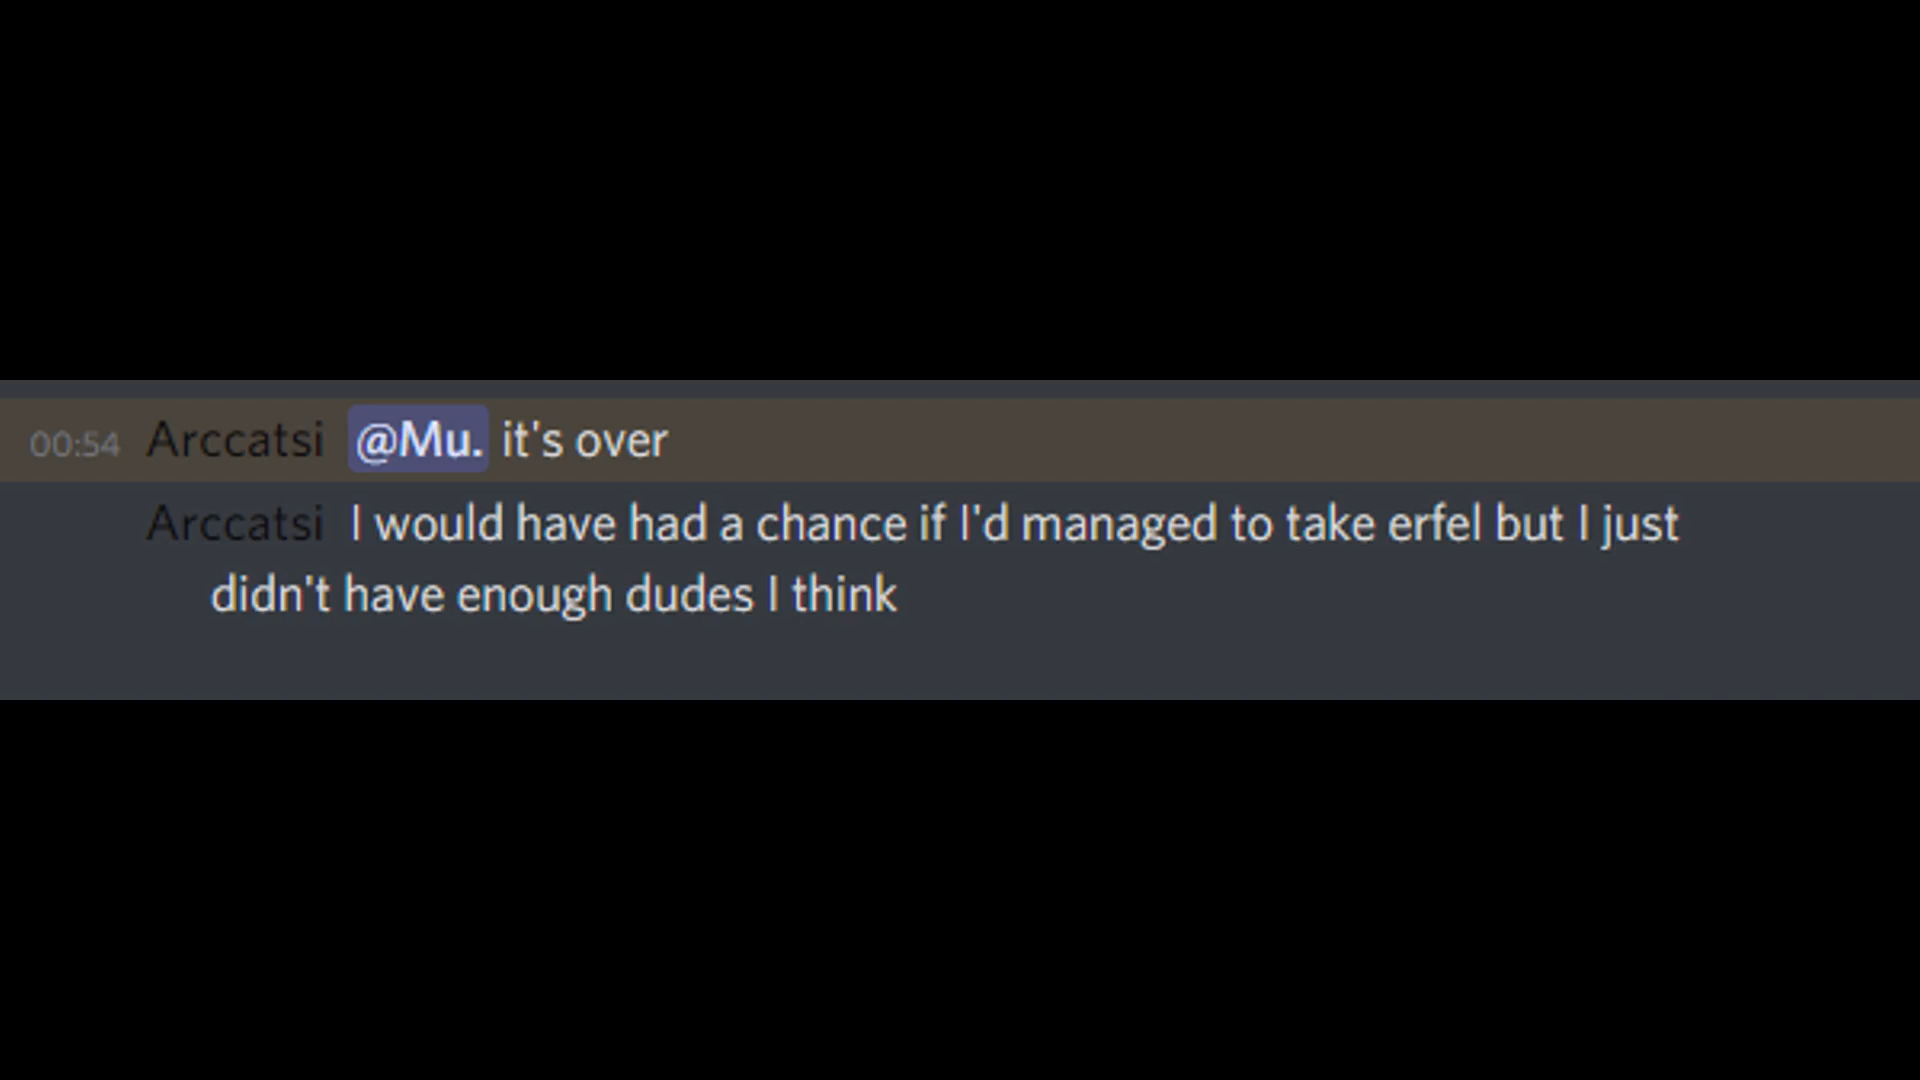 00:54 Arccatsi @Mu. it's over
Arccatsi I would have had a chance if I'd managed to take erfel but I just
didn't have enough dudes I think